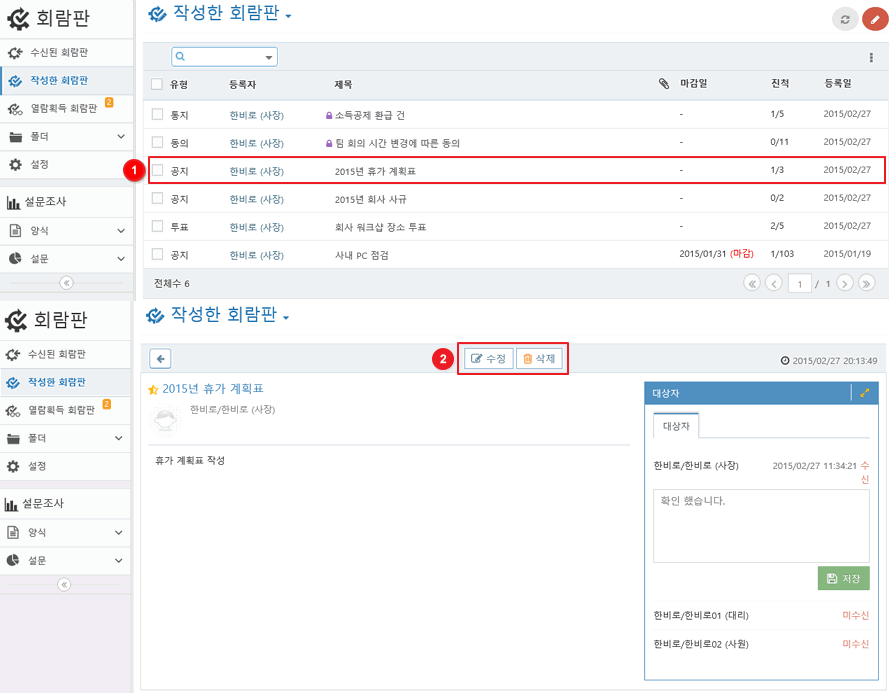 회람판
수신된 회람판
작성한 회람판
열람획득 회람판 2
폴더
설정
설문조사
양식
설문
작성한 회람판
유형 등록자 제목 마감일 진척 등록일
통지 한비로 (사장) 소득공제 환급 건 - 1/5 2015/02/27
동의 한비로 (사장) 팀 회의 시간 변경에 따른 동의 - 0/11 2015/02/27
1
공지 한비로 (사장) 2015년 휴가 계획표 - 1/3 2015/02/27
공지 한비로 (사장) 2015년 회사 사규 - 0/2 2015/02/27
투표 한비로 (사장) 회사 워크샵 장소 투표 - 2/5 2015/02/27
공지 한비로 (사장) 사내 PC 점검 2015/01/31 (마감) 1/103 2015/01/19
전체수 6 1 / 1
회람판
수신된 회람판
작성한 회람판
열람획득 회람판 2
폴더
설정
설문조사
양식
설문
작성한 회람판
2 수정 삭제 2015/02/27 20:13:49
2015년 휴가 계획표
한비로/한비로 (사장)
휴가 계획표 작성
대상자
대상자
한비로/한비로 (사장) 2015/02/27 11:34:21 수
신
확인 했습니다.
저장
한비로/한비로01 (대리) 미수신
한비로/한비로02 (사원) 미수신